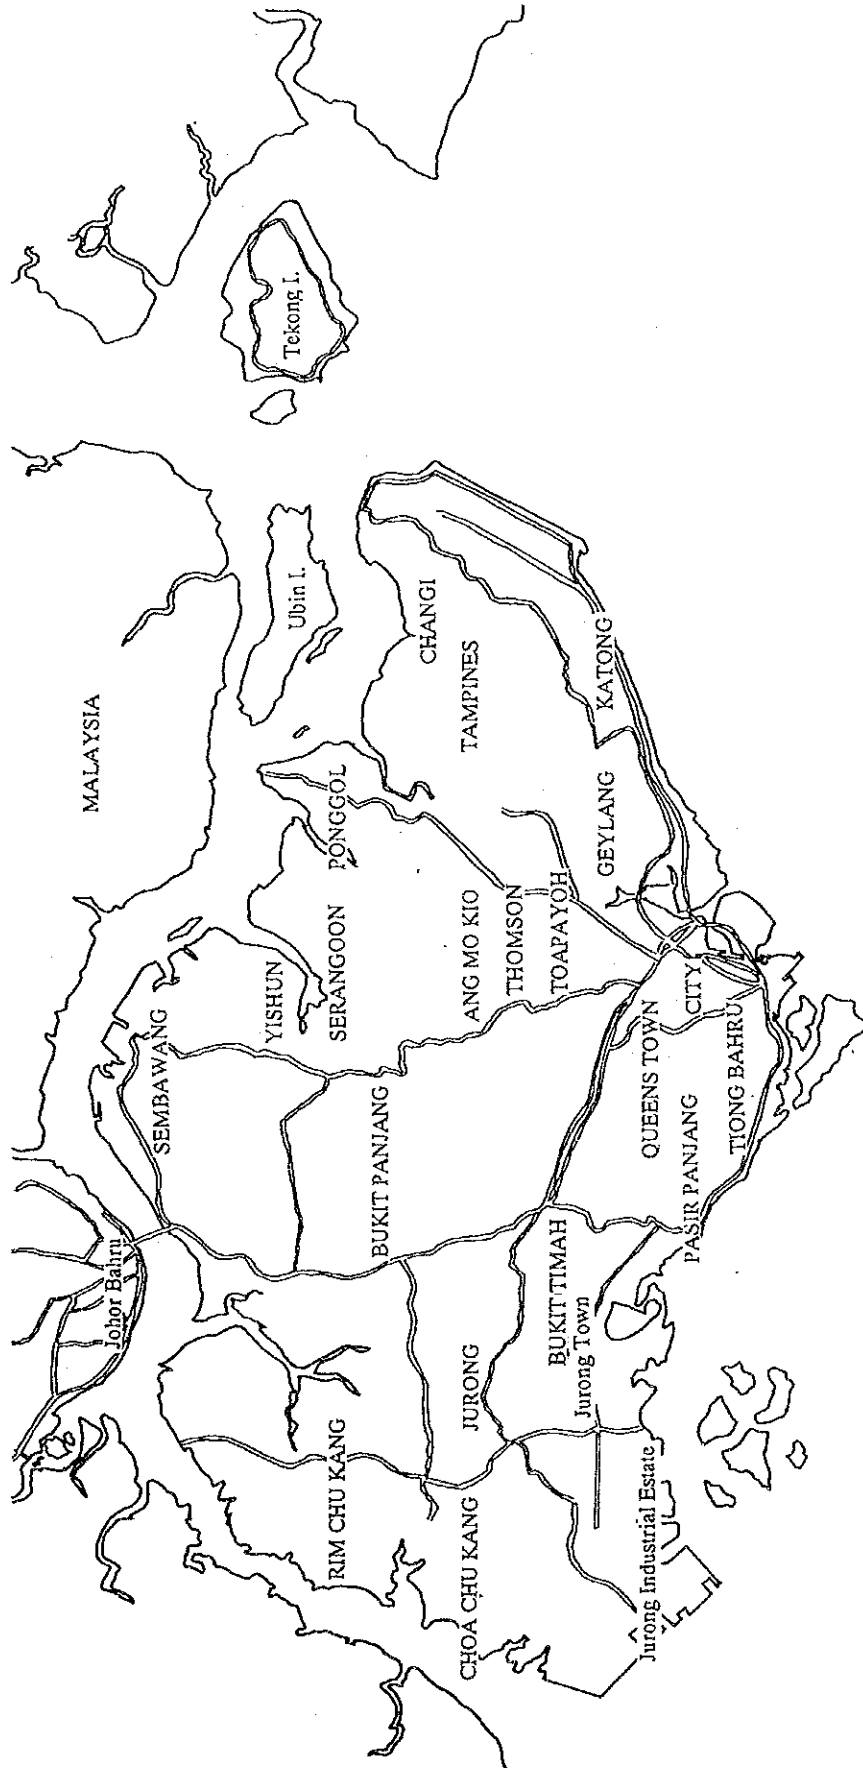 MALAYSIA
Johor Bahru
SEMBAWANG
Tekong I.
Ubin I.
YISHUN
PONGGOL
SERANGOON
RIM CHU KANG
BUKIT PANJANG
CHANGI
TAMPINES
ANG MO KIO
JURONG
CHOA CHU KANG
THOMSON
TOAPAYOH
BUKIT TIMAH
Jurong Town
GEYLANG
KATONG
QUEENS TOWN
Jurong Industrial Estate
CITY
PASIR PANJANG
TIONG BAHRU